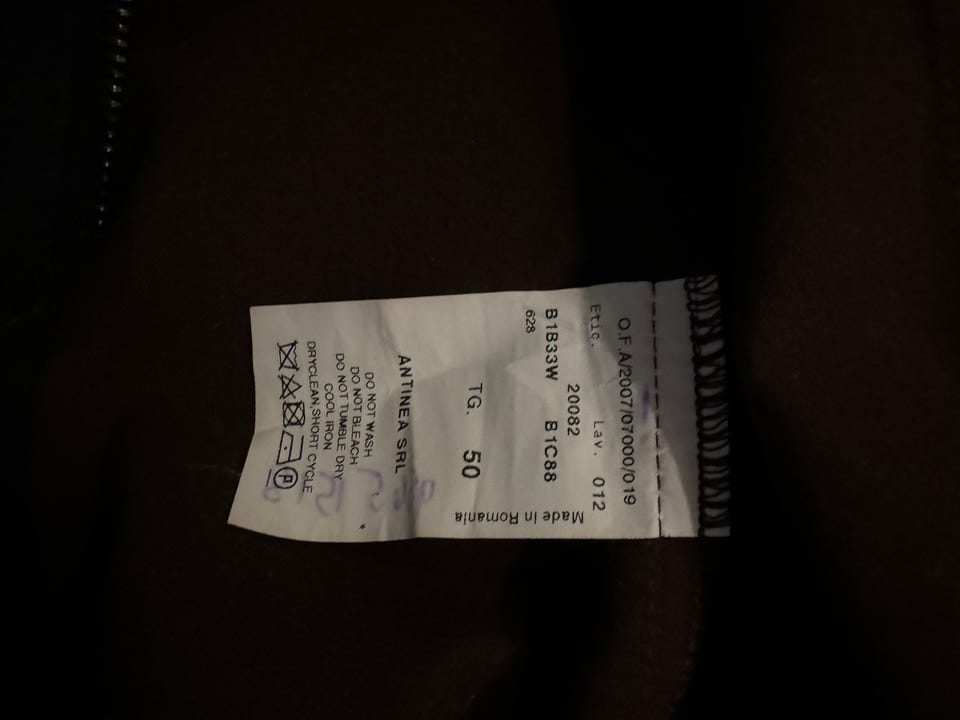 O.F.A/2007/07000/019
Etic. Lav. 012
20082
B1B33W B1C88
628
Made in Romania
TG. 50
ANTINEA SRL
DO NOT WASH
DO NOT BLEACH
DO NOT TUMBLE DRY
COOL IRON
DRYCLEAN,SHORT CYCLE
P